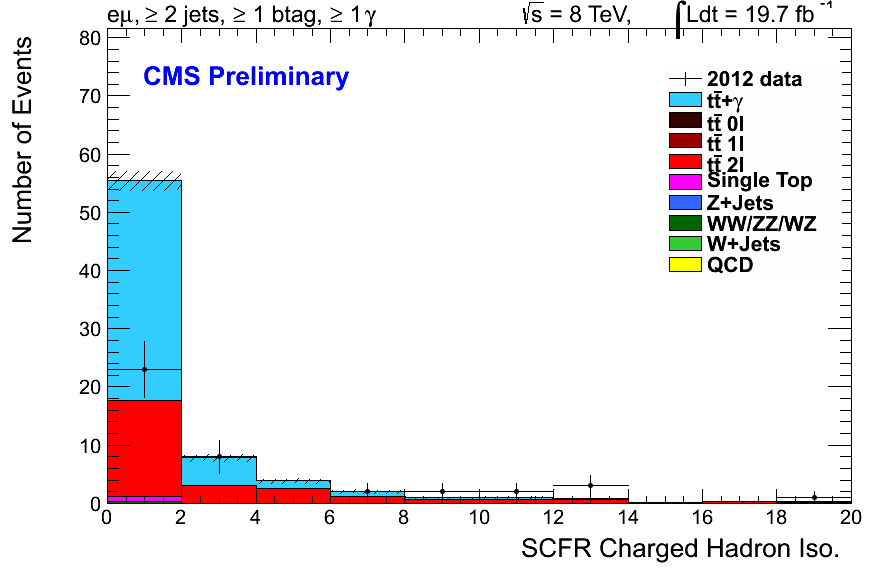 eμ, ≥ 2 jets, ≥ 1 btag, ≥ 1 γ
√s = 8 TeV, ∫Ldt = 19.7 fb⁻¹
CMS Preliminary
Number of Events
80
70
60
50
40
30
20
10
0
2012 data
tt̄+γ
tt̄ 0l
tt̄ 1l
tt̄ 2l
Single Top
Z+Jets
WW/ZZ/WZ
W+Jets
QCD
0 2 4 6 8 10 12 14 16 18 20
SCFR Charged Hadron Iso.